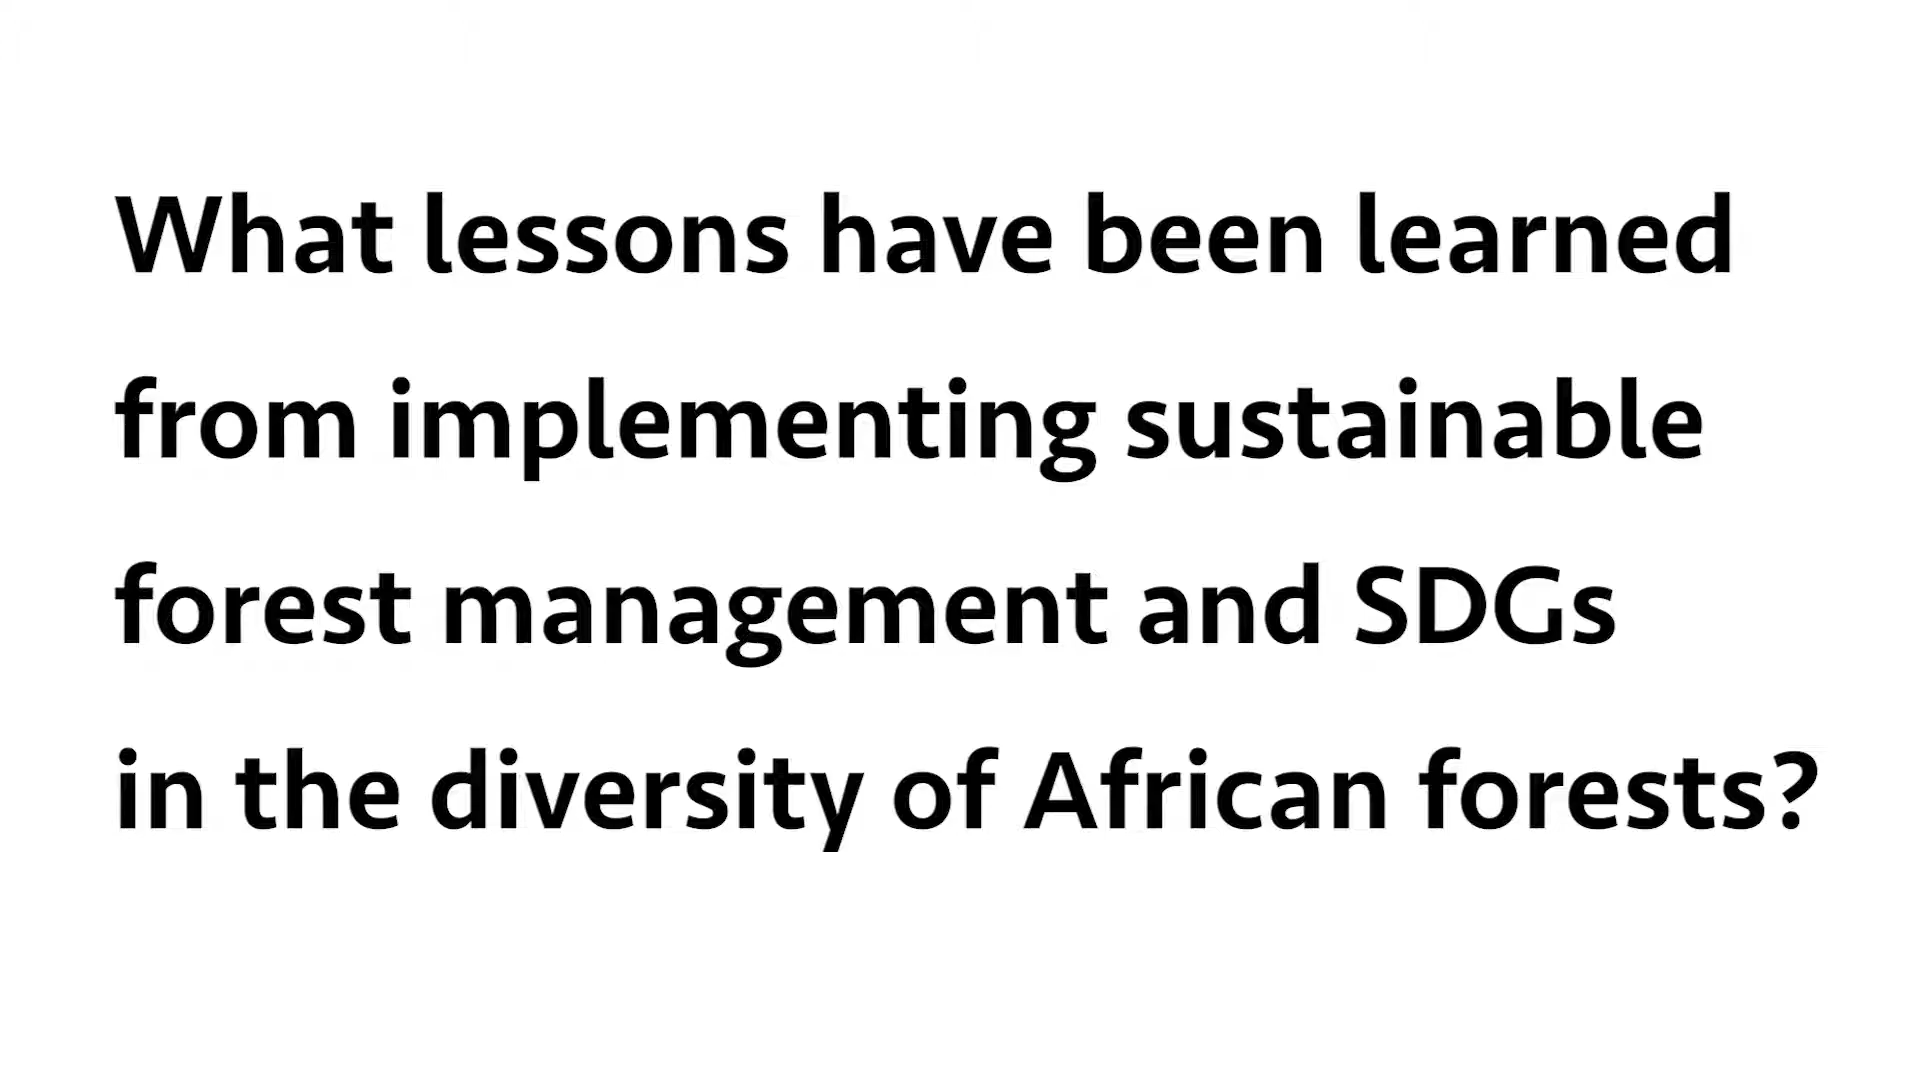 What lessons have been learned
from implementing sustainable
forest management and SDGs
in the diversity of African forests?